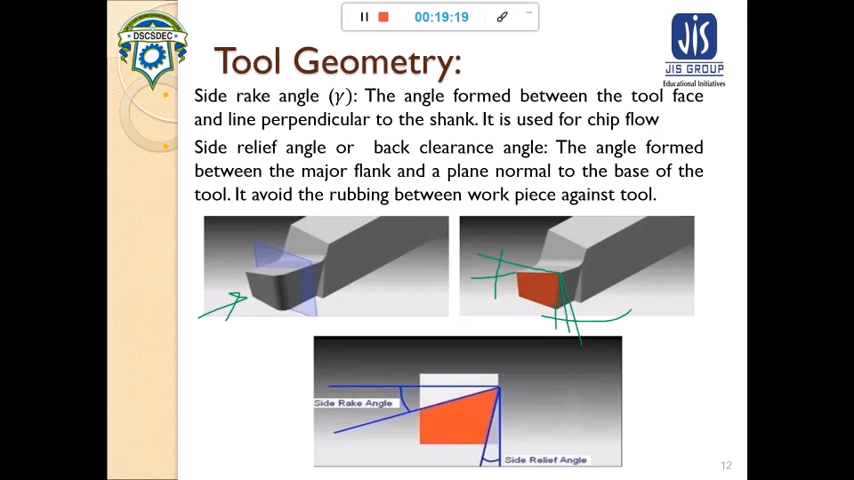 00:19:19
DSCSDEC
JIS
JIS GROUP
Educational Initiatives
Tool Geometry:
Side rake angle (γ): The angle formed between the tool face
and line perpendicular to the shank. It is used for chip flow
Side relief angle or back clearance angle: The angle formed
between the major flank and a plane normal to the base of the
tool. It avoid the rubbing between work piece against tool.
Side Rake Angle
Side Relief Angle
12